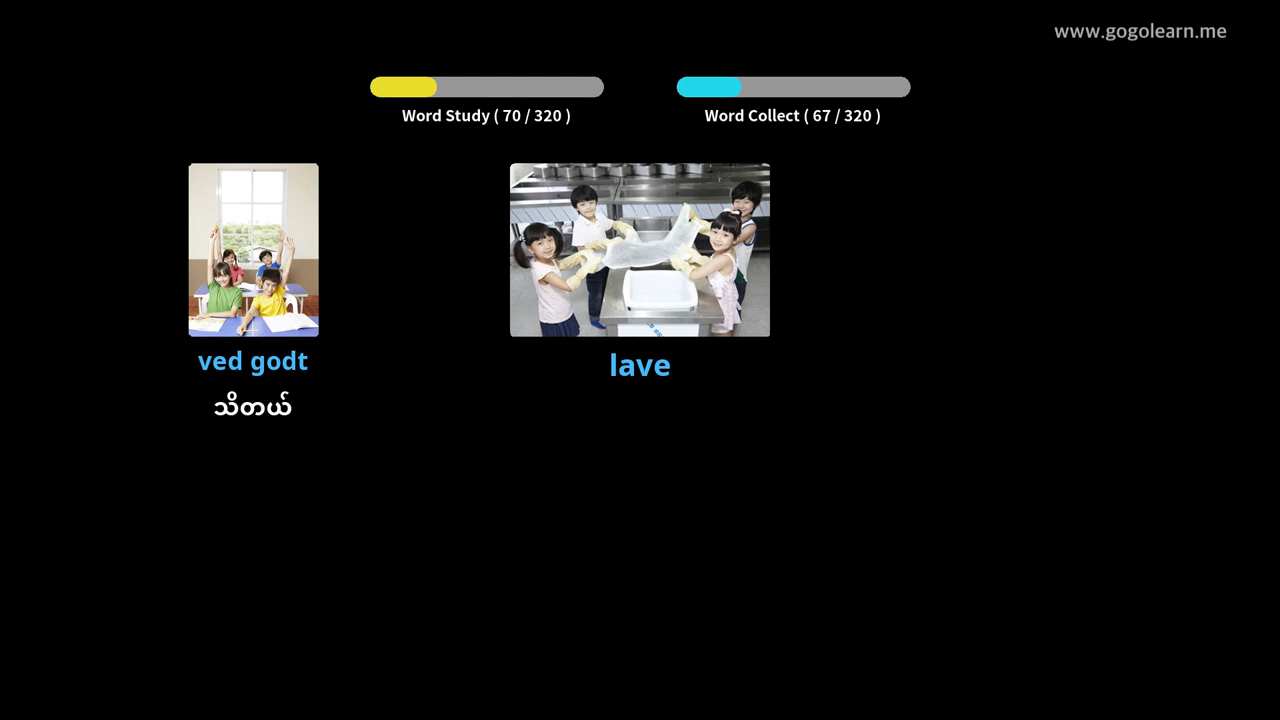 www.gogolearn.me
Word Study ( 70 / 320 )
Word Collect ( 67 / 320 )
ved godt
lave
သိတယ်